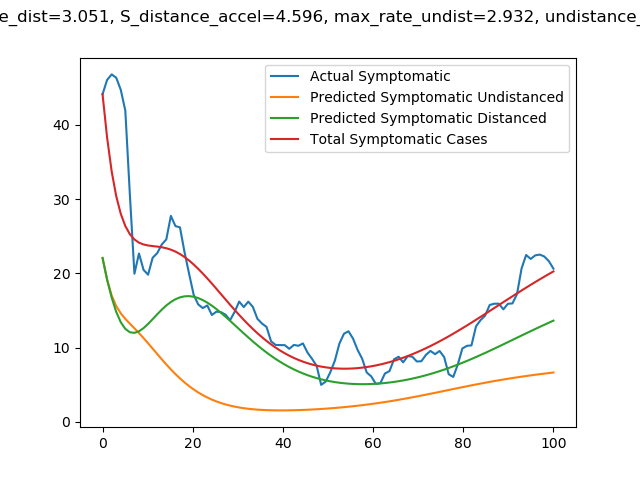 e_dist=3.051, S_distance_accel=4.596, max_rate_undist=2.932, undistance_
Actual Symptomatic
Predicted Symptomatic Undistanced
Predicted Symptomatic Distanced
Total Symptomatic Cases
40
30
20
10
0
0 20 40 60 80 100